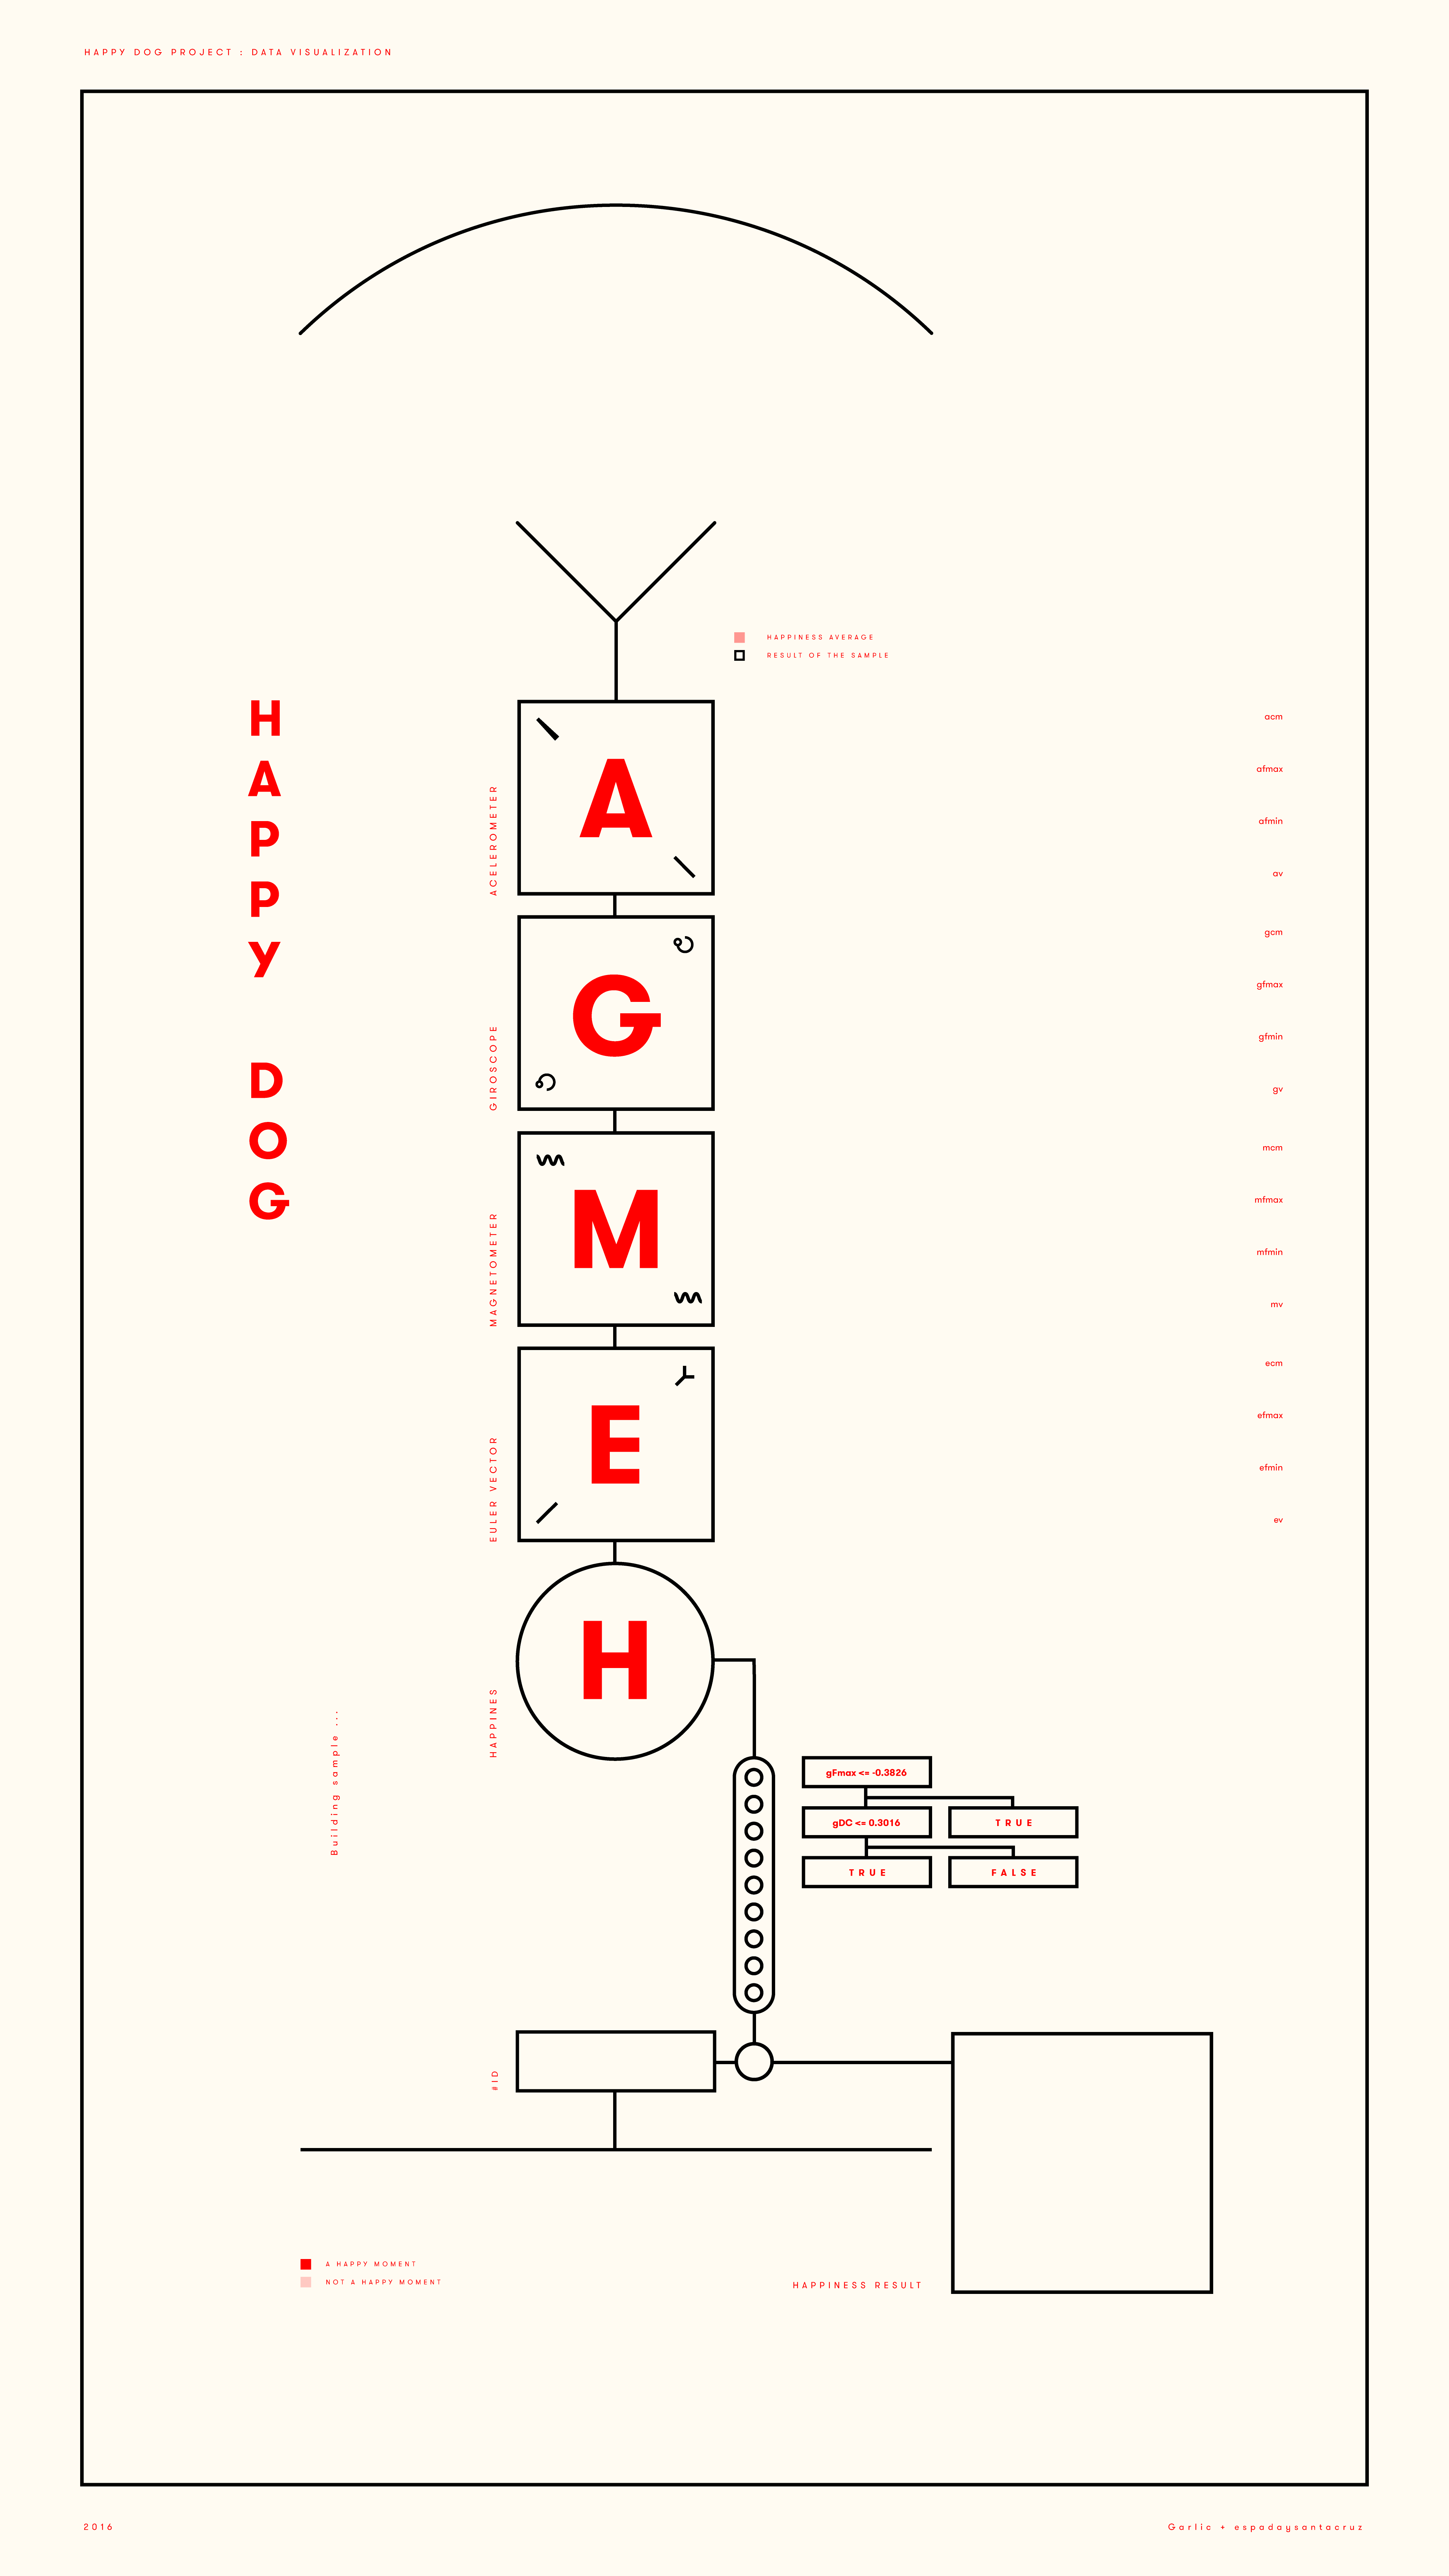 HAPPY DOG PROJECT : DATA VISUALIZATION
HAPPINESS AVERAGE
RESULT OF THE SAMPLE
HAPPY DOG
ACELEROMETER
A
acm
afmax
afmin
av
GIROSCOPE
G
gcm
gfmax
gfmin
gv
MAGNETOMETER
M
mcm
mfmax
mfmin
mv
EULER VECTOR
E
ecm
efmax
efmin
ev
HAPPINES
H
Building sample ...
gFmax <= -0.3826
gDC <= 0.3016
TRUE
TRUE
FALSE
#ID
A HAPPY MOMENT
NOT A HAPPY MOMENT
HAPPINESS RESULT
2016
Garlic + espadaysantacruz